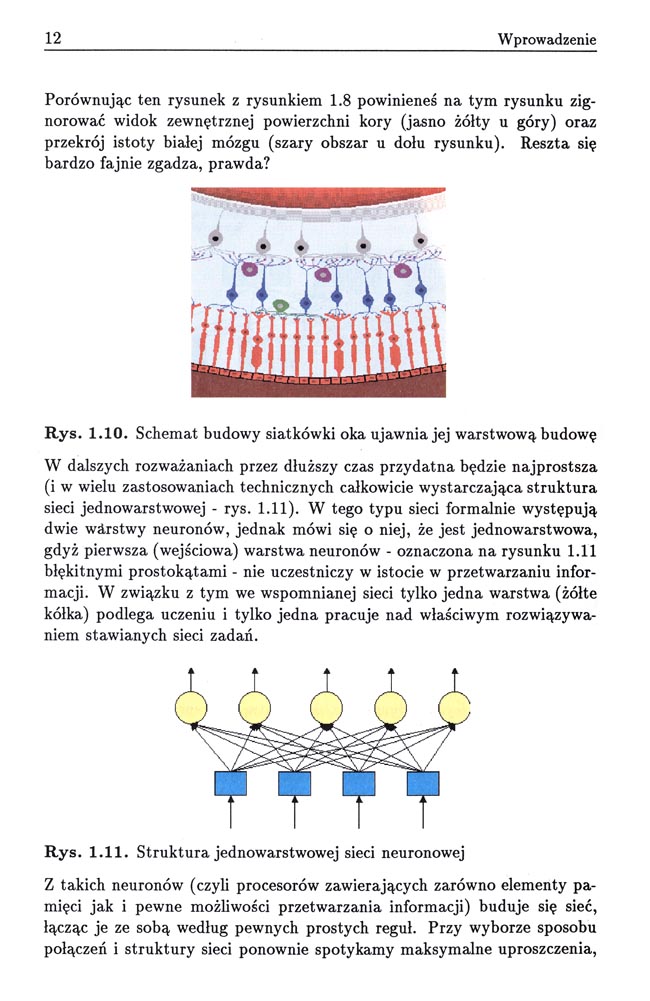 12 Wprowadzenie
Porównując ten rysunek z rysunkiem 1.8 powinieneś na tym rysunku zig-
norować widok zewnętrznej powierzchni kory (jasno żółty u góry) oraz
przekrój istoty białej mózgu (szary obszar u dołu rysunku). Reszta się
bardzo fajnie zgadza, prawda?
Rys. 1.10. Schemat budowy siatkówki oka ujawnia jej warstwową budowę
W dalszych rozważaniach przez dłuższy czas przydatna będzie najprostsza
(i w wielu zastosowaniach technicznych całkowicie wystarczająca struktura
sieci jednowarstwowej - rys. 1.11). W tego typu sieci formalnie występują
dwie warstwy neuronów, jednak mówi się o niej, że jest jednowarstwowa,
gdyż pierwsza (wejściowa) warstwa neuronów - oznaczona na rysunku 1.11
błękitnymi prostokątami - nie uczestniczy w istocie w przetwarzaniu infor-
macji. W związku z tym we wspomnianej sieci tylko jedna warstwa (żółte
kółka) podlega uczeniu i tylko jedna pracuje nad właściwym rozwiązywa-
niem stawianych sieci zadań.
Rys. 1.11. Struktura jednowarstwowej sieci neuronowej
Z takich neuronów (czyli procesorów zawierających zarówno elementy pa-
mięci jak i pewne możliwości przetwarzania informacji) buduje się sieć,
łącząc je ze sobą według pewnych prostych reguł. Przy wyborze sposobu
połączeń i struktury sieci ponownie spotykamy maksymalne uproszczenia,